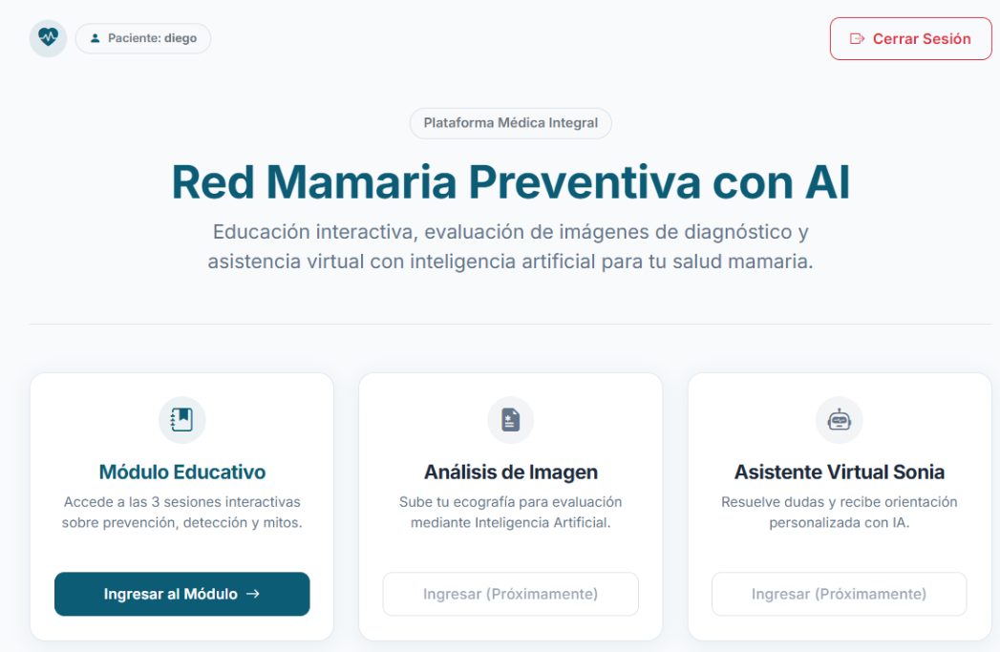 Paciente: diego
Cerrar Sesión
Plataforma Médica Integral
Red Mamaria Preventiva con AI
Educación interactiva, evaluación de imágenes de diagnóstico y
asistencia virtual con inteligencia artificial para tu salud mamaria.
Módulo Educativo
Accede a las 3 sesiones interactivas
sobre prevención, detección y mitos.
Ingresar al Módulo →
Análisis de Imagen
Sube tu ecografía para evaluación
mediante Inteligencia Artificial.
Ingresar (Próximamente)
Asistente Virtual Sonia
Resuelve dudas y recibe orientación
personalizada con IA.
Ingresar (Próximamente)